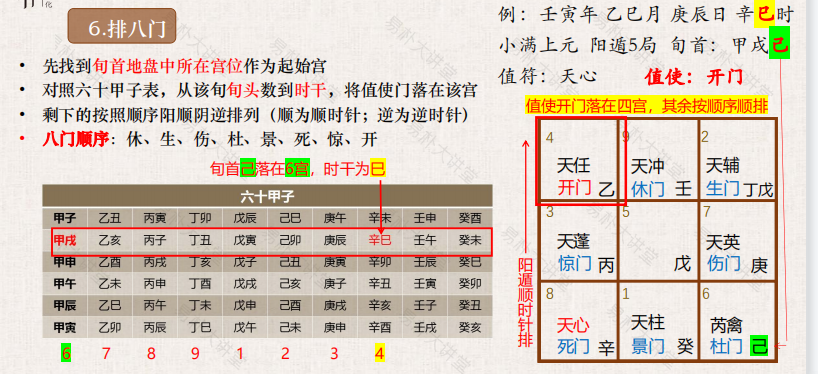 6.排八门
先找到旬首地盘中所在宫位作为起始宫
对照六十甲子表，从该旬旬头数到时干，将值使门落在该宫
剩下的按照顺序阳顺阴逆排列（顺为顺时针；逆为逆时针）
八门顺序：休、生、伤、杜、景、死、惊、开
旬首己落在6宫，时干为巳
六十甲子
甲子 乙丑 丙寅 丁卯 戊辰 己巳 庚午 辛未 壬申 癸酉
甲戌 乙亥 丙子 丁丑 戊寅 己卯 庚辰 辛巳 壬午 癸未
甲申 乙酉 丙戌 丁亥 戊子 己丑 庚寅 辛卯 壬辰 癸巳
甲午 乙未 丙申 丁酉 戊戌 己亥 庚子 辛丑 壬寅 癸卯
甲辰 乙巳 丙午 丁未 戊申 己酉 庚戌 辛亥 壬子 癸丑
甲寅 乙卯 丙辰 丁巳 戊午 己未 庚申 辛酉 壬戌 癸亥
6 7 8 9 1 2 3 4
例：壬寅年 乙巳月 庚辰日 辛巳时
小满上元 阳遁5局 旬首：甲戌己
值符：天心 值使：开门
值使开门落在四宫，其余按顺序顺排
阳遁顺时针排
4 9 2
天任 天冲 天辅
开门 乙 休门 壬 生门 丁戊
3 5 7
天蓬 天英
惊门 丙 戊 伤门 庚
8 1 6
天心 天柱 芮禽
死门 辛 景门 癸 杜门 己
易朴大讲堂